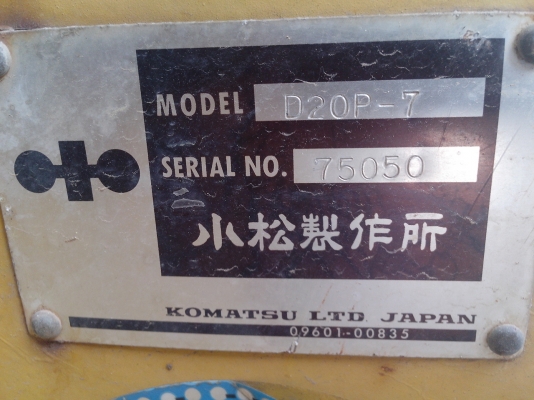 MODEL D20P-7
SERIAL NO. 75050
小松製作所
KOMATSU LTD. JAPAN
09601-00835